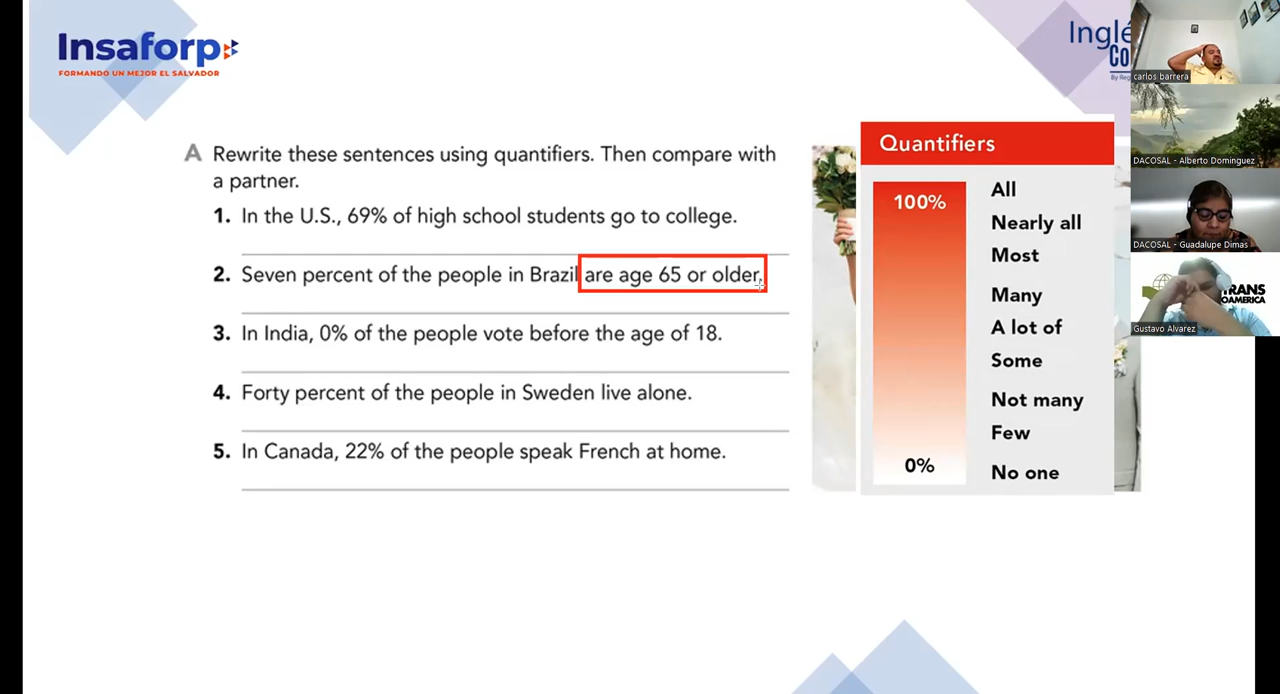 Insaforp
FORMANDO UN MEJOR EL SALVADOR
A Rewrite these sentences using quantifiers. Then compare with
a partner.
1. In the U.S., 69% of high school students go to college.
2. Seven percent of the people in Brazil are age 65 or older.
3. In India, 0% of the people vote before the age of 18.
4. Forty percent of the people in Sweden live alone.
5. In Canada, 22% of the people speak French at home.
Quantifiers
100%
0%
All
Nearly all
Most
Many
A lot of
Some
Not many
Few
No one
Inglé
CO
carlos barrera
DACOSAL - Alberto Dominguez
DACOSAL - Guadalupe Dimas
TRANS
OAMERICA
Gustavo Alvarez